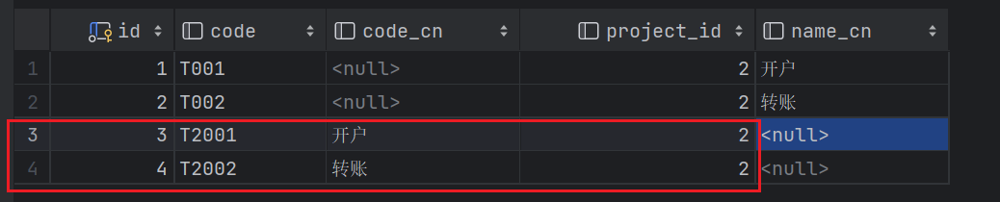 id code code_cn project_id name_cn
1 1 T001 <null> 2 开户
2 2 T002 <null> 2 转账
3 3 T2001 开户 2 <null>
4 4 T2002 转账 2 <null>